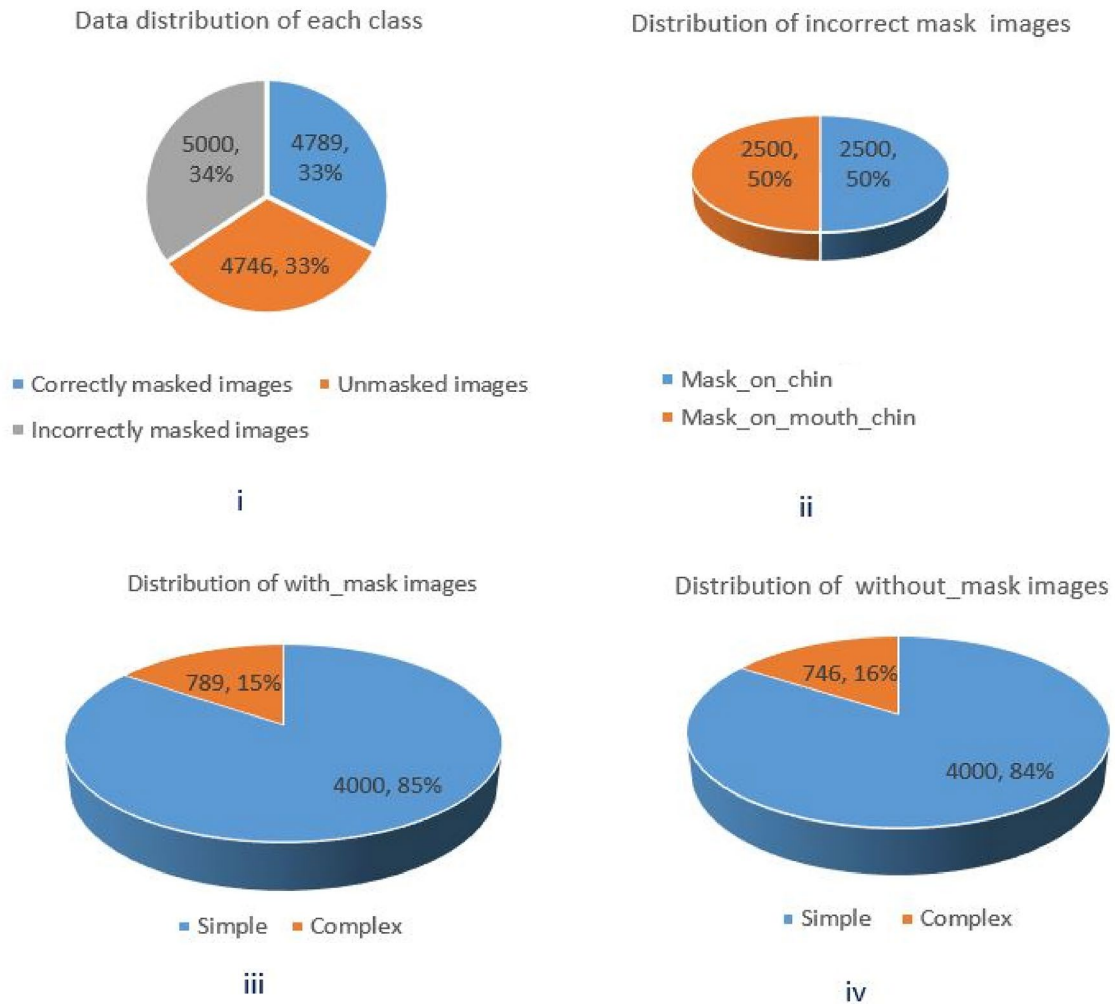 Data distribution of each class
5000,
34%
4789,
33%
4746, 33%
Correctly masked images
Unmasked images
Incorrectly masked images
i
Distribution of incorrect mask images
2500,
50%
2500,
50%
Mask_on_chin
Mask_on_mouth_chin
ii
Distribution of with_mask images
789, 15%
4000, 85%
Simple
Complex
iii
Distribution of without_mask images
746, 16%
4000, 84%
Simple
Complex
iv